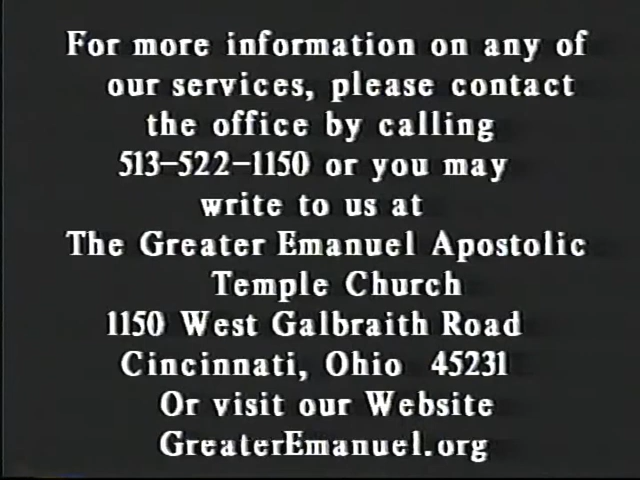 For more information on any of
our services, please contact
the office by calling
513-522-1150 or you may
write to us at
The Greater Emanuel Apostolic
Temple Church
1150 West Galbraith Road
Cincinnati, Ohio 45231
Or visit our Website
GreaterEmanuel.org